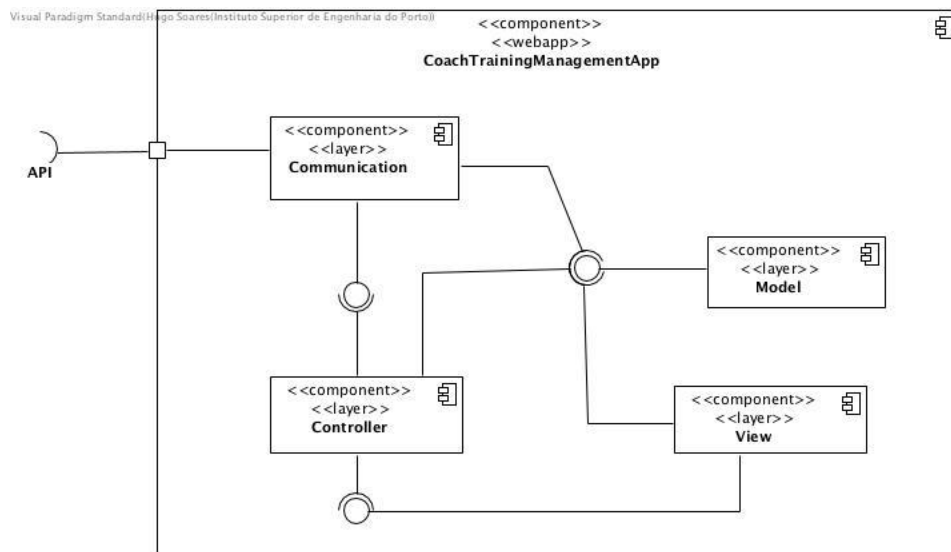 Visual Paradigm Standard(Hugo Soares(Instituto Superior de Engenharia do Porto))
<<component>>
<<webapp>>
CoachTrainingManagementApp
<<component>>
<<layer>>
Communication
API
<<component>>
<<layer>>
Model
<<component>>
<<layer>>
Controller
<<component>>
<<layer>>
View